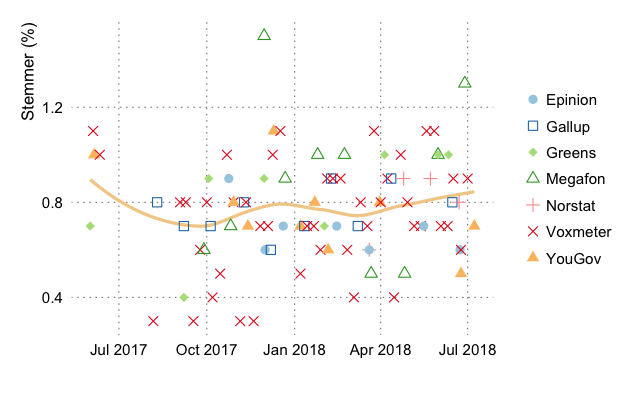 Stemmer (%)
1.2
0.8
0.4
Jul 2017
Oct 2017
Jan 2018
Apr 2018
Jul 2018
Epinion
Gallup
Greens
Megafon
Norstat
Voxmeter
YouGov